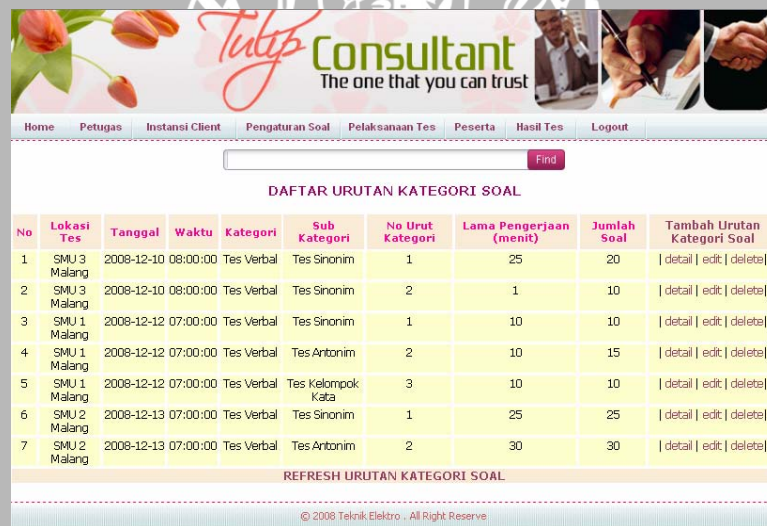 Tulip Consultant
The one that you can trust
Home Petugas Instansi Client Pengaturan Soal Pelaksanaan Tes Peserta Hasil Tes Logout
Find
DAFTAR URUTAN KATEGORI SOAL
No Lokasi Tes Tanggal Waktu Kategori Sub Kategori No Urut Kategori Lama Pengerjaan (menit) Jumlah Soal Tambah Urutan Kategori Soal
1 SMU 3 Malang 2008-12-10 08:00:00 Tes Verbal Tes Sinonim 1 25 20 | detail | edit | delete|
2 SMU 3 Malang 2008-12-10 08:00:00 Tes Verbal Tes Sinonim 2 1 10 | detail | edit | delete|
3 SMU 1 Malang 2008-12-12 07:00:00 Tes Verbal Tes Sinonim 1 10 10 | detail | edit | delete|
4 SMU 1 Malang 2008-12-12 07:00:00 Tes Verbal Tes Antonim 2 10 15 | detail | edit | delete|
5 SMU 1 Malang 2008-12-12 07:00:00 Tes Verbal Tes Kelompok Kata 3 10 10 | detail | edit | delete|
6 SMU 2 Malang 2008-12-13 07:00:00 Tes Verbal Tes Sinonim 1 25 25 | detail | edit | delete|
7 SMU 2 Malang 2008-12-13 07:00:00 Tes Verbal Tes Antonim 2 30 30 | detail | edit | delete|
REFRESH URUTAN KATEGORI SOAL
© 2008 Teknik Elektro . All Right Reserve